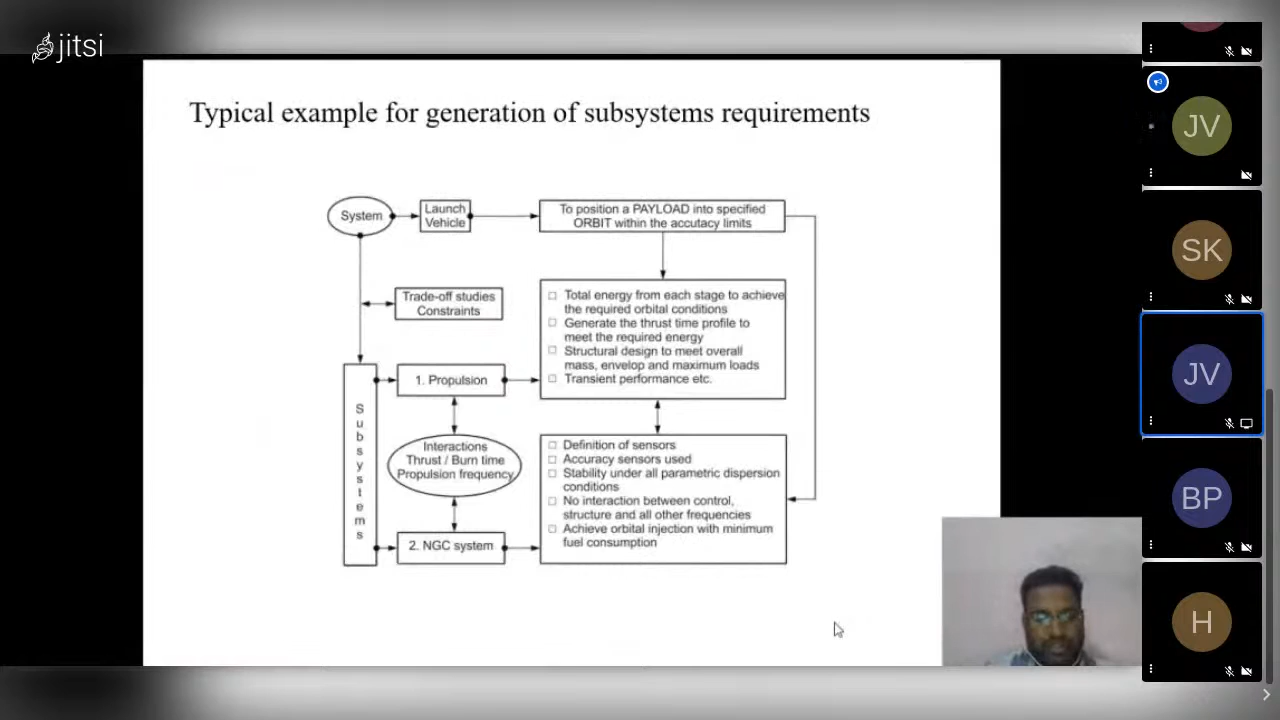 jitsi
Typical example for generation of subsystems requirements
System
Launch
Vehicle
To position a PAYLOAD into specified
ORBIT within the accutacy limits
Trade-off studies
Constraints
Total energy from each stage to achieve
the required orbital conditions
Generate the thrust time profile to
meet the required energy
Structural design to meet overall
mass, envelop and maximum loads
Transient performance etc.
Subsystems
1. Propulsion
Interactions
Thrust / Burn time
Propulsion frequency
2. NGC system
Definition of sensors
Accuracy sensors used
Stability under all parametric dispersion
conditions
No interaction between control,
structure and all other frequencies
Achieve orbital injection with minimum
fuel consumption
JV
SK
JV
BP
H